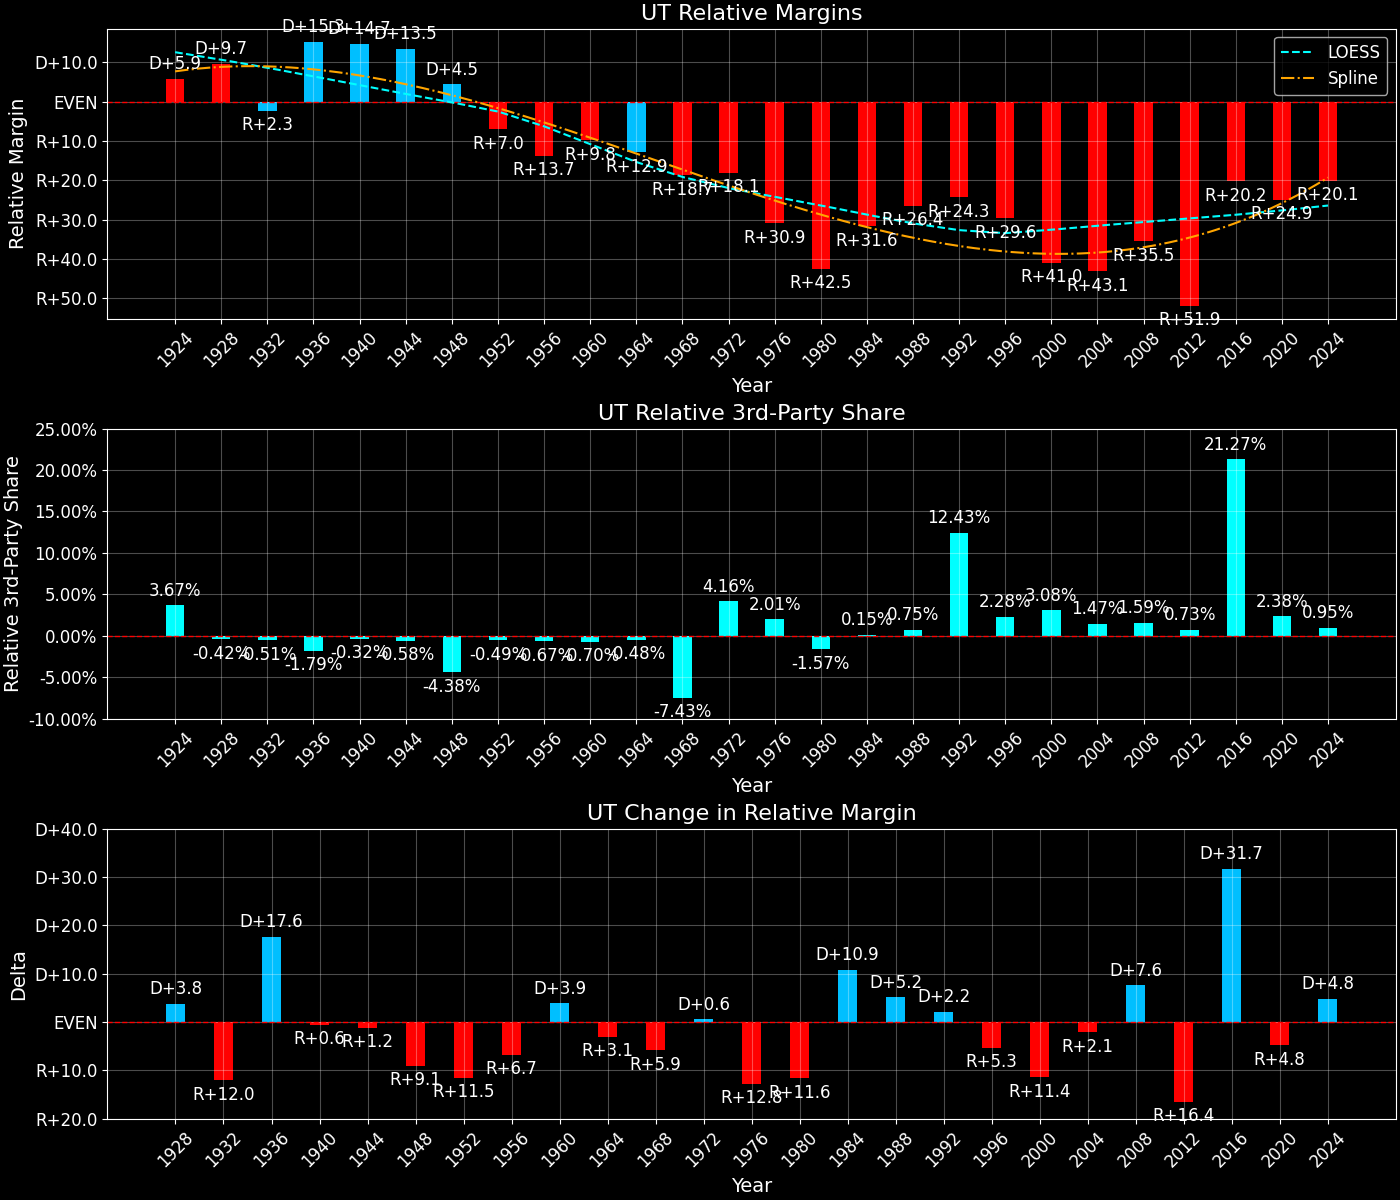 UT Relative Margins
Relative Margin
D+10.0
EVEN
R+10.0
R+20.0
R+30.0
R+40.0
R+50.0
D+5.9
D+9.7
R+2.3
D+15.3
D+14.7
D+13.5
D+4.5
R+7.0
R+13.7
R+9.8
R+12.9
R+18.7
R+18.1
R+30.9
R+42.5
R+31.6
R+26.4
R+24.3
R+29.6
R+41.0
R+43.1
R+35.5
R+51.9
R+20.2
R+24.9
R+20.1
LOESS
Spline
1924 1928 1932 1936 1940 1944 1948 1952 1956 1960 1964 1968 1972 1976 1980 1984 1988 1992 1996 2000 2004 2008 2012 2016 2020 2024
Year
UT Relative 3rd-Party Share
Relative 3rd-Party Share
25.00%
20.00%
15.00%
10.00%
5.00%
0.00%
-5.00%
-10.00%
3.67%
-0.42%
-0.51%
-1.79%
-0.32%
-0.58%
-4.38%
-0.49%
-0.67%
-0.70%
-0.48%
-7.43%
4.16%
2.01%
-1.57%
0.15%
0.75%
12.43%
2.28%
3.08%
1.47%
1.59%
0.73%
21.27%
2.38%
0.95%
1924 1928 1932 1936 1940 1944 1948 1952 1956 1960 1964 1968 1972 1976 1980 1984 1988 1992 1996 2000 2004 2008 2012 2016 2020 2024
Year
UT Change in Relative Margin
Delta
D+40.0
D+30.0
D+20.0
D+10.0
EVEN
R+10.0
R+20.0
D+3.8
R+12.0
D+17.6
R+0.6
R+1.2
R+9.1
R+11.5
R+6.7
D+3.9
R+3.1
R+5.9
D+0.6
R+12.8
R+11.6
D+10.9
D+5.2
D+2.2
R+5.3
R+11.4
R+2.1
D+7.6
R+16.4
D+31.7
R+4.8
D+4.8
1928 1932 1936 1940 1944 1948 1952 1956 1960 1964 1968 1972 1976 1980 1984 1988 1992 1996 2000 2004 2008 2012 2016 2020 2024
Year